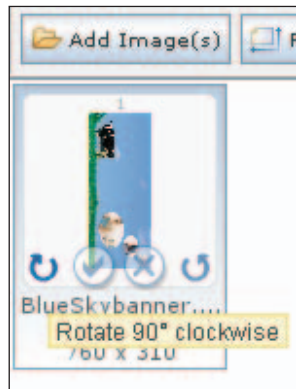 Add Image(s)
1
BlueSkybanner....
Rotate 90° clockwise
760 x 310